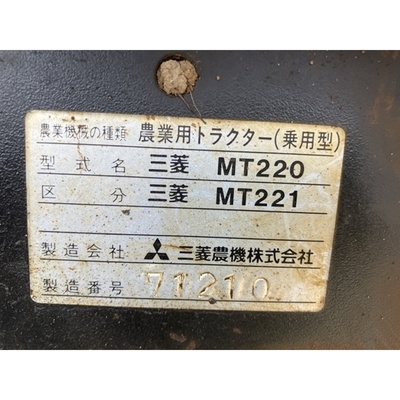 農業機械の種類 農業用トラクター(乗用型)
型式名 三菱 MT220
区分 三菱 MT221
製造会社 三菱農機株式会社
製造番号 71210